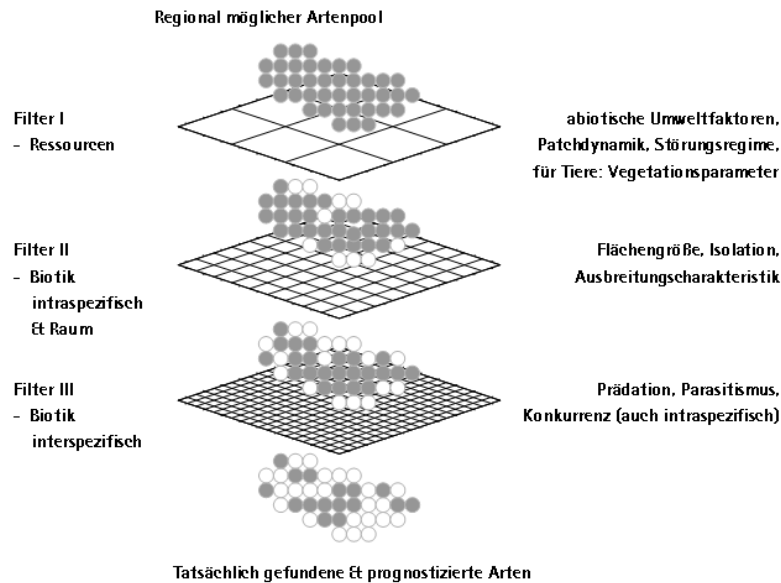 Regional möglicher Artenpool
Filter I
- Ressourcen
abiotische Umweltfaktoren,
Patchdynamik, Störungsregime,
für Tiere: Vegetationsparameter
Filter II
- Biotik
intraspezifisch
& Raum
Flächengröße, Isolation,
Ausbreitungscharakteristik
Filter III
- Biotik
interspezifisch
Prädation, Parasitismus,
Konkurrenz (auch intraspezifisch)
Tatsächlich gefundene & prognostizierte Arten